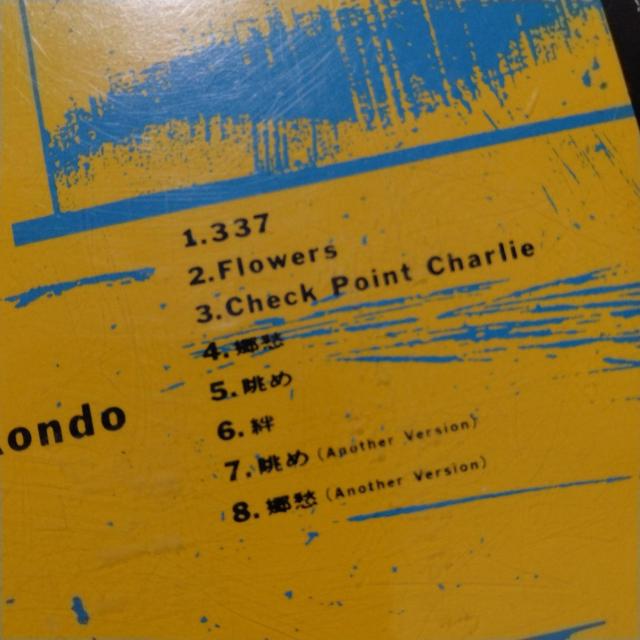 1.337
2.Flowers
3.Check Point Charlie
4.郷愁
5.眺め
6.絆
7.眺め (Another Version)
8.郷愁 (Another Version)
ondo